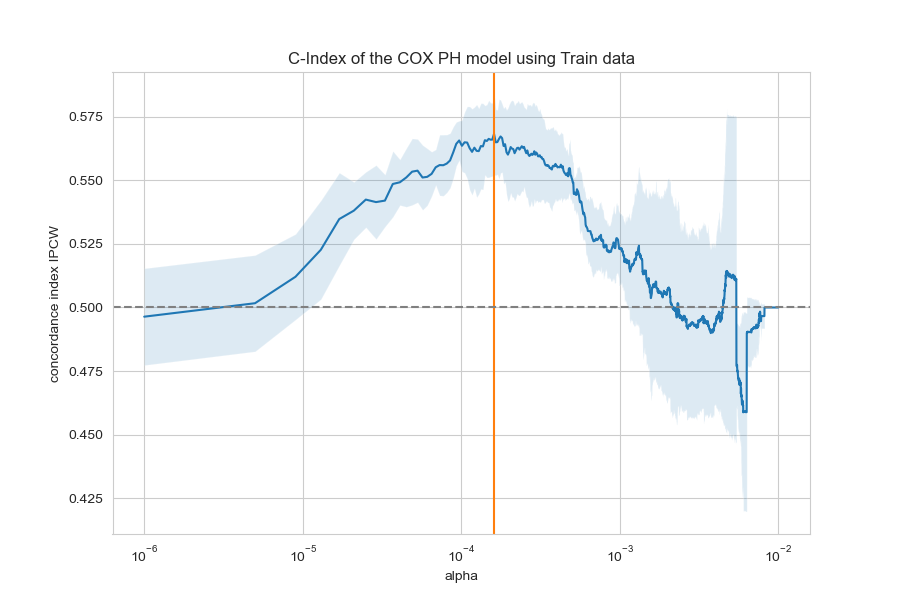 C-Index of the COX PH model using Train data
concordance index IPCW
0.575
0.550
0.525
0.500
0.475
0.450
0.425
10⁻⁶ 10⁻⁵ 10⁻⁴ 10⁻³ 10⁻²
alpha